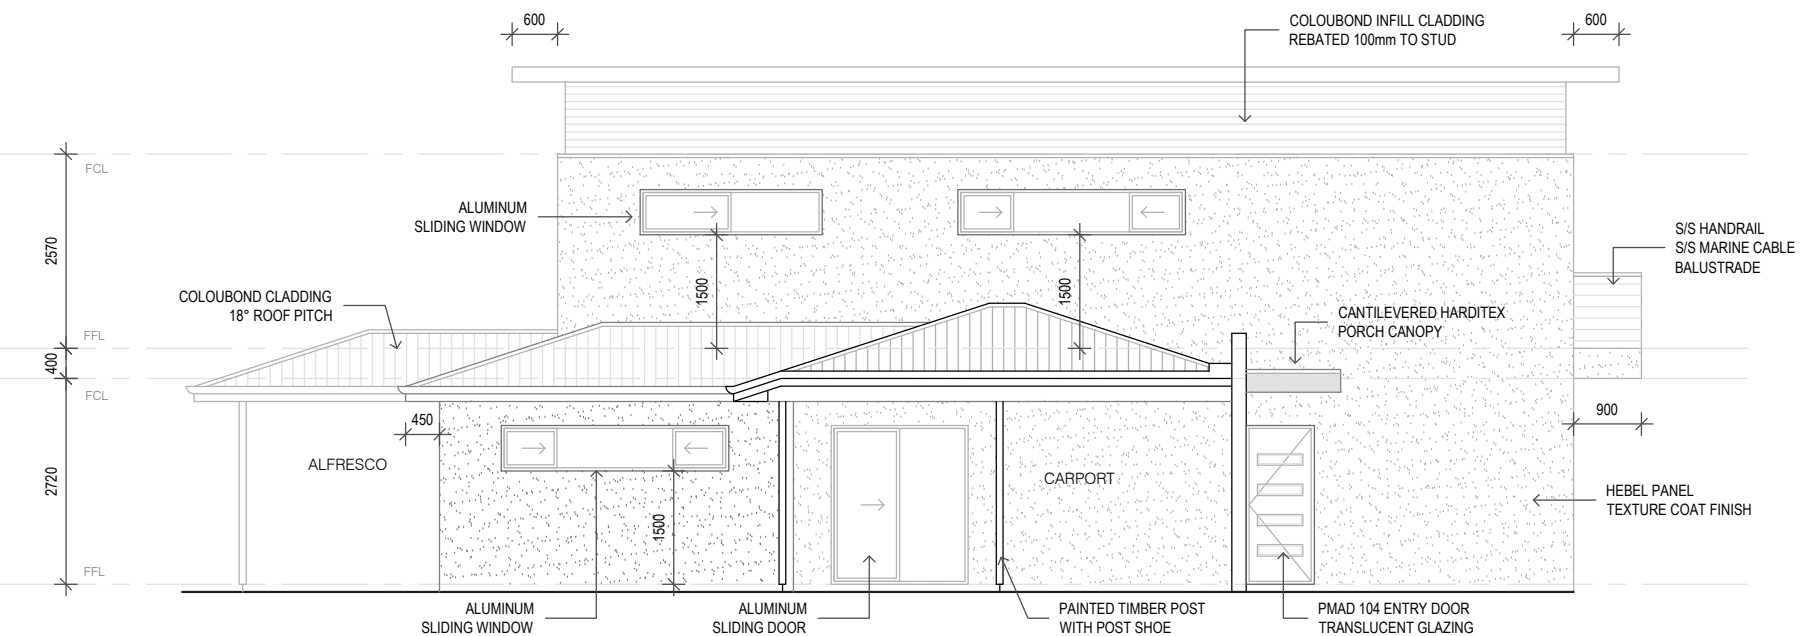 600
COLOUBOND INFILL CLADDING
REBATED 100mm TO STUD
600
FCL
ALUMINUM
SLIDING WINDOW
2570
S/S HANDRAIL
S/S MARINE CABLE
BALUSTRADE
1500
1500
COLOUBOND CLADDING
18° ROOF PITCH
CANTILEVERED HARDITEX
PORCH CANOPY
FFL
400
FCL
450
900
ALFRESCO
CARPORT
2720
HEBEL PANEL
TEXTURE COAT FINISH
1500
FFL
ALUMINUM
SLIDING WINDOW
ALUMINUM
SLIDING DOOR
PAINTED TIMBER POST
WITH POST SHOE
PMAD 104 ENTRY DOOR
TRANSLUCENT GLAZING